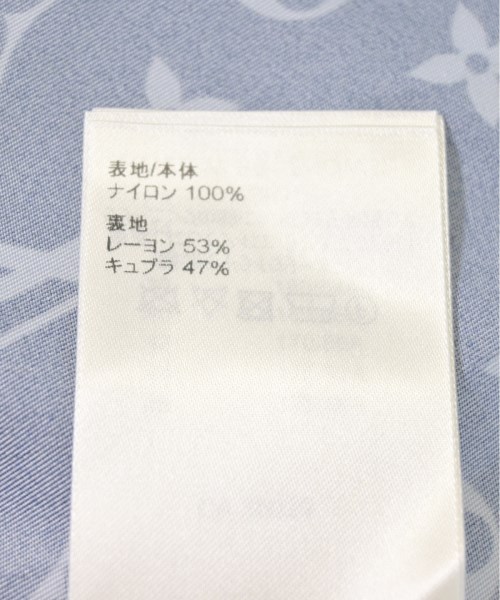 表地/本体
ナイロン 100%
裏地
レーヨン 53%
キュプラ 47%